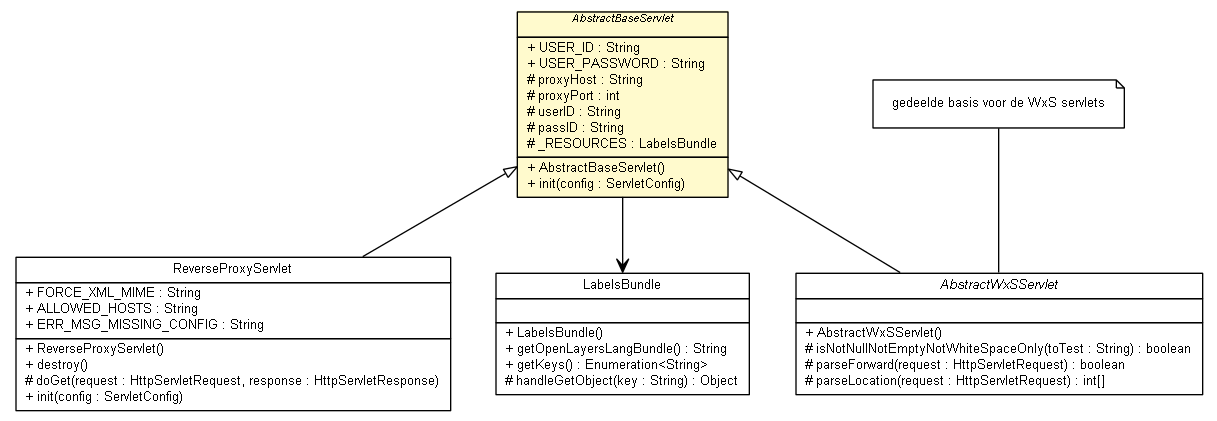 AbstractBaseServlet
+ USER_ID : String
+ USER_PASSWORD : String
# proxyHost : String
# proxyPort : int
# userID : String
# passID : String
# _RESOURCES : LabelsBundle
+ AbstractBaseServlet()
+ init(config : ServletConfig)
gedeelde basis voor de WxS servlets
ReverseProxyServlet
+ FORCE_XML_MIME : String
+ ALLOWED_HOSTS : String
+ ERR_MSG_MISSING_CONFIG : String
+ ReverseProxyServlet()
+ destroy()
# doGet(request : HttpServletRequest, response : HttpServletResponse)
+ init(config : ServletConfig)
LabelsBundle
+ LabelsBundle()
+ getOpenLayersLangBundle() : String
+ getKeys() : Enumeration<String>
# handleGetObject(key : String) : Object
AbstractWxSServlet
+ AbstractWxSServlet()
# isNotNullNotEmptyNotWhiteSpaceOnly(toTest : String) : boolean
# parseForward(request : HttpServletRequest) : boolean
# parseLocation(request : HttpServletRequest) : int[]